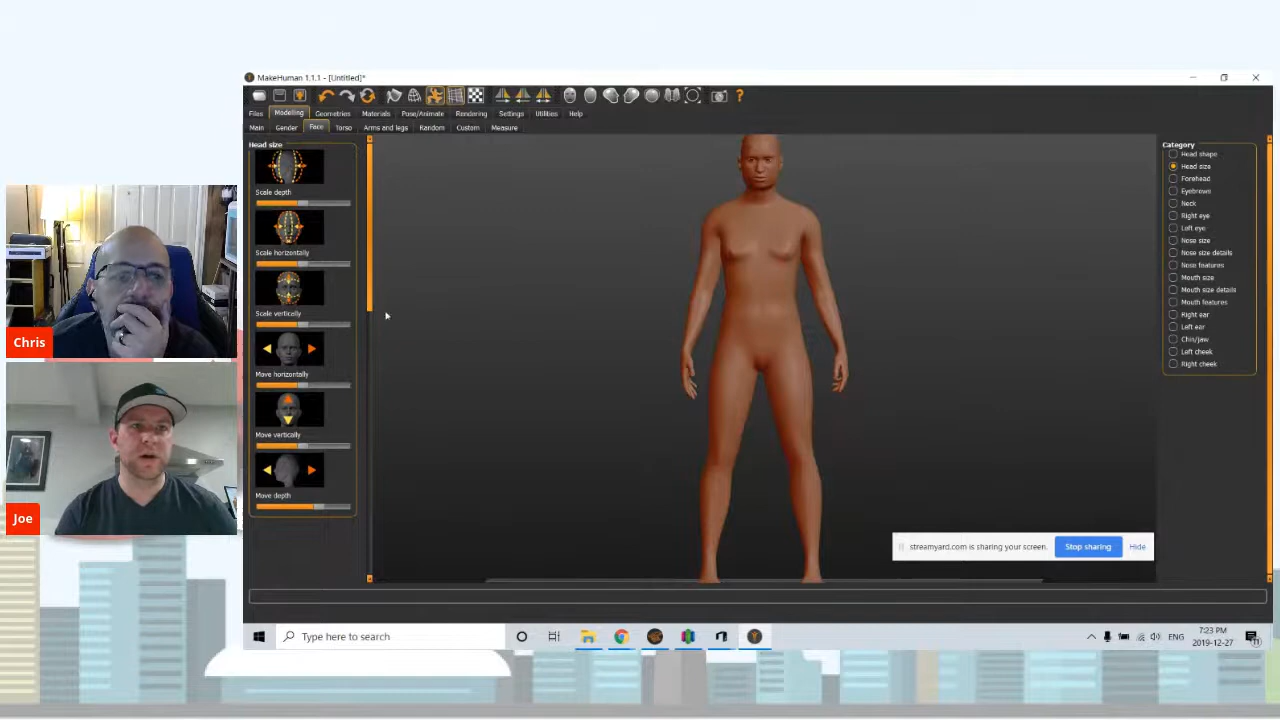 MakeHuman 1.1.1 - [Untitled]*
Files Modeling Geometries Materials Pose/Animate Rendering Settings Utilities Help
Main Gender Face Torso Arms and legs Random Custom Measure
Head size
Scale depth
Scale horizontally
Scale vertically
Move horizontally
Move vertically
Move depth
Category
Head shape
Head size
Forehead
Eyebrows
Neck
Right eye
Left eye
Nose size
Nose size details
Nose features
Mouth size
Mouth size details
Mouth features
Right ear
Left ear
Chin/jaw
Left cheek
Right cheek
Chris
Joe
streamyard.com is sharing your screen. Stop sharing Hide
Type here to search
ENG
7:23 PM
2019-12-27